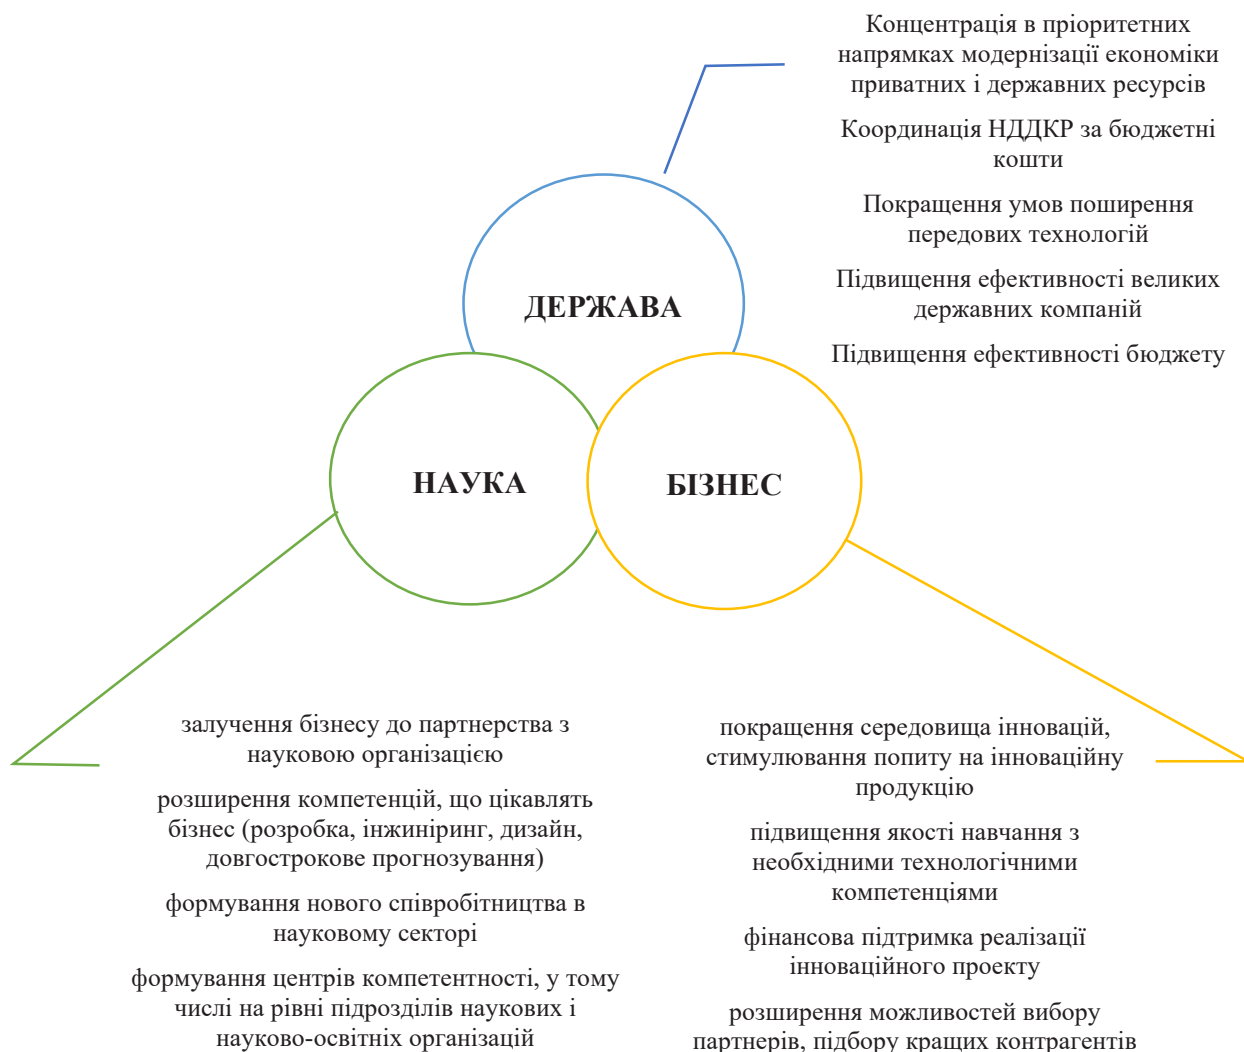 Концентрація в пріоритетних
напрямках модернізації економіки
приватних і державних ресурсів
Координація НДДКР за бюджетні
кошти
Покращення умов поширення
передових технологій
Підвищення ефективності великих
державних компаній
Підвищення ефективності бюджету
ДЕРЖАВА
НАУКА
БІЗНЕС
залучення бізнесу до партнерства з
науковою організацією
розширення компетенцій, що цікавлять
бізнес (розробка, інжиніринг, дизайн,
довгострокове прогнозування)
формування нового співробітництва в
науковому секторі
формування центрів компетентності, у тому
числі на рівні підрозділів наукових і
науково-освітніх організацій
покращення середовища інновацій,
стимулювання попиту на інноваційну
продукцію
підвищення якості навчання з
необхідними технологічними
компетенціями
фінансова підтримка реалізації
інноваційного проекту
розширення можливостей вибору
партнерів, підбору кращих контрагентів